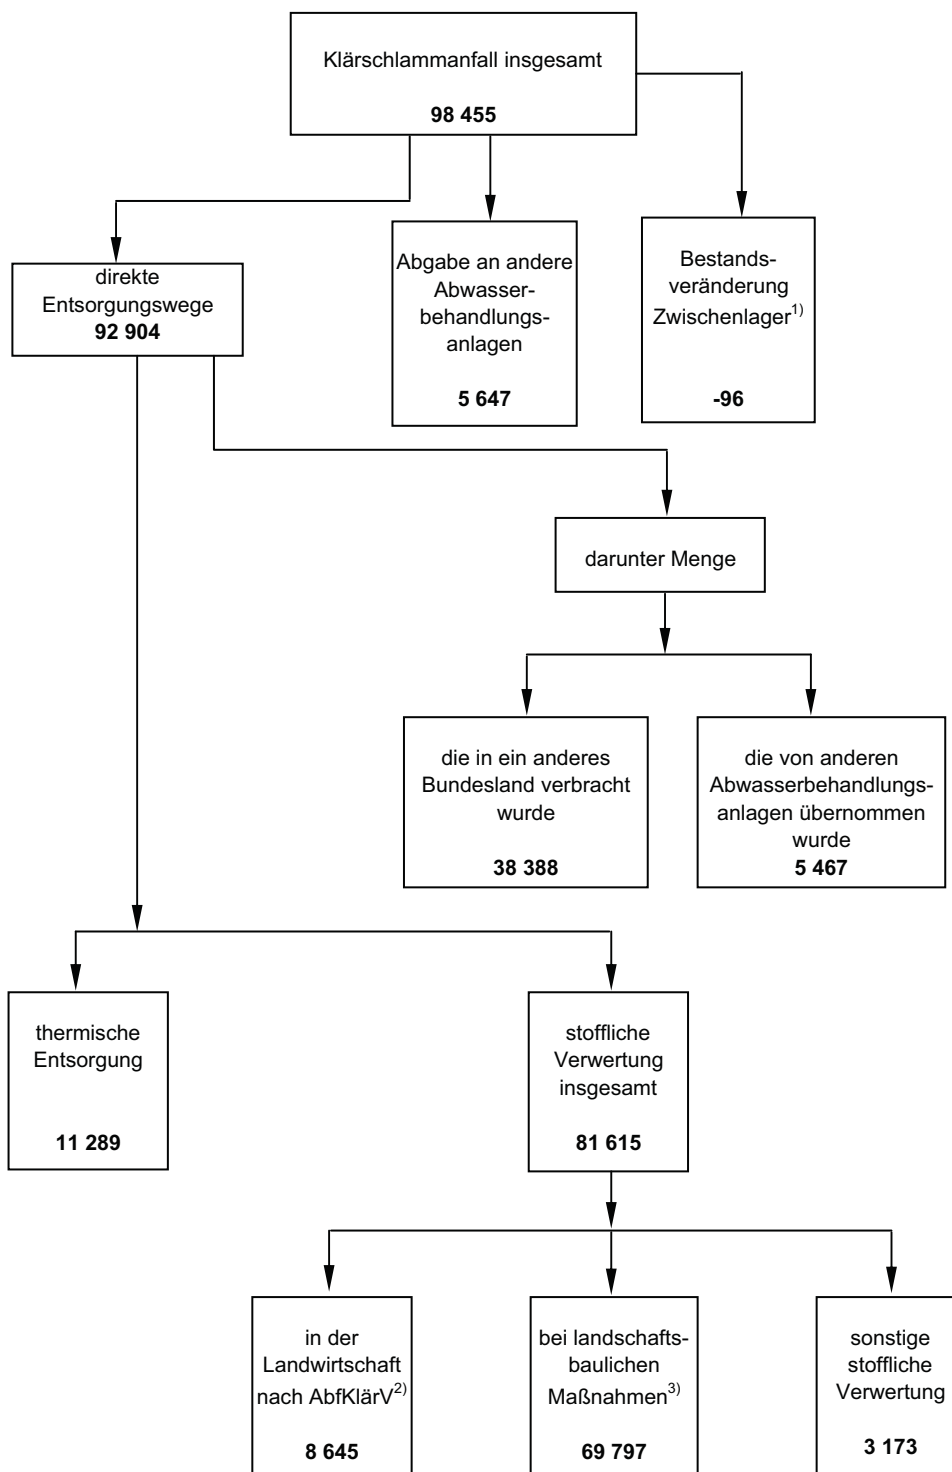 Klärschlammanfall insgesamt
98 455
direkte
Entsorgungswege
92 904
Abgabe an andere
Abwasser-
behandlungs-
anlagen
5 647
Bestands-
veränderung
Zwischenlager1)
-96
darunter Menge
die in ein anderes
Bundesland verbracht
wurde
38 388
die von anderen
Abwasserbehandlungs-
anlagen übernommen
wurde
5 467
thermische
Entsorgung
11 289
stoffliche
Verwertung
insgesamt
81 615
in der
Landwirtschaft
nach AbfKlärV2)
8 645
bei landschafts-
baulichen
Maßnahmen3)
69 797
sonstige
stoffliche
Verwertung
3 173